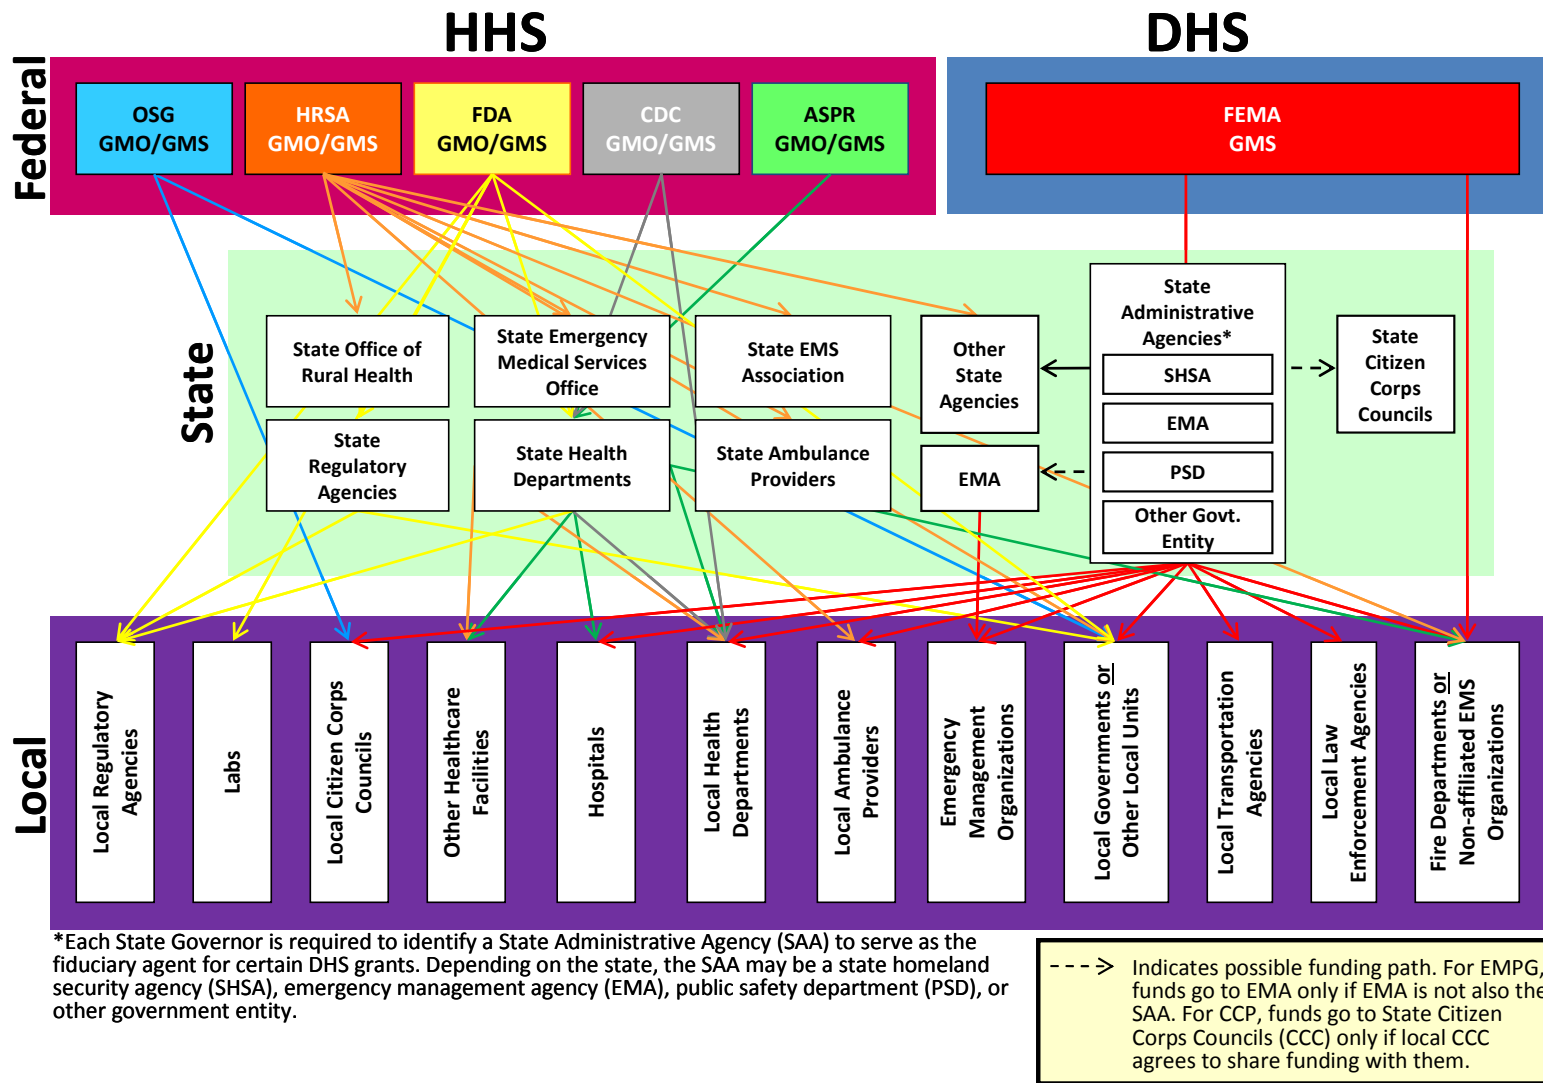 HHS
DHS
Federal
OSG
GMO/GMS
HRSA
GMO/GMS
FDA
GMO/GMS
CDC
GMO/GMS
ASPR
GMO/GMS
FEMA
GMS
State
State Office of
Rural Health
State Emergency
Medical Services
Office
State EMS
Association
Other
State
Agencies
State
Administrative
Agencies*
SHSA
EMA
PSD
Other Govt.
Entity
State
Citizen
Corps
Councils
State
Regulatory
Agencies
State Health
Departments
State Ambulance
Providers
EMA
Local
Local Regulatory
Agencies
Labs
Local Citizen Corps
Councils
Other Healthcare
Facilities
Hospitals
Local Health
Departments
Local Ambulance
Providers
Emergency
Management
Organizations
Local Governments or
Other Local Units
Local Transportation
Agencies
Local Law
Enforcement Agencies
Fire Departments or
Non-affiliated EMS
Organizations
*Each State Governor is required to identify a State Administrative Agency (SAA) to serve as the
fiduciary agent for certain DHS grants. Depending on the state, the SAA may be a state homeland
security agency (SHSA), emergency management agency (EMA), public safety department (PSD), or
other government entity.
Indicates possible funding path. For EMPG,
funds go to EMA only if EMA is not also the
SAA. For CCP, funds go to State Citizen
Corps Councils (CCC) only if local CCC
agrees to share funding with them.